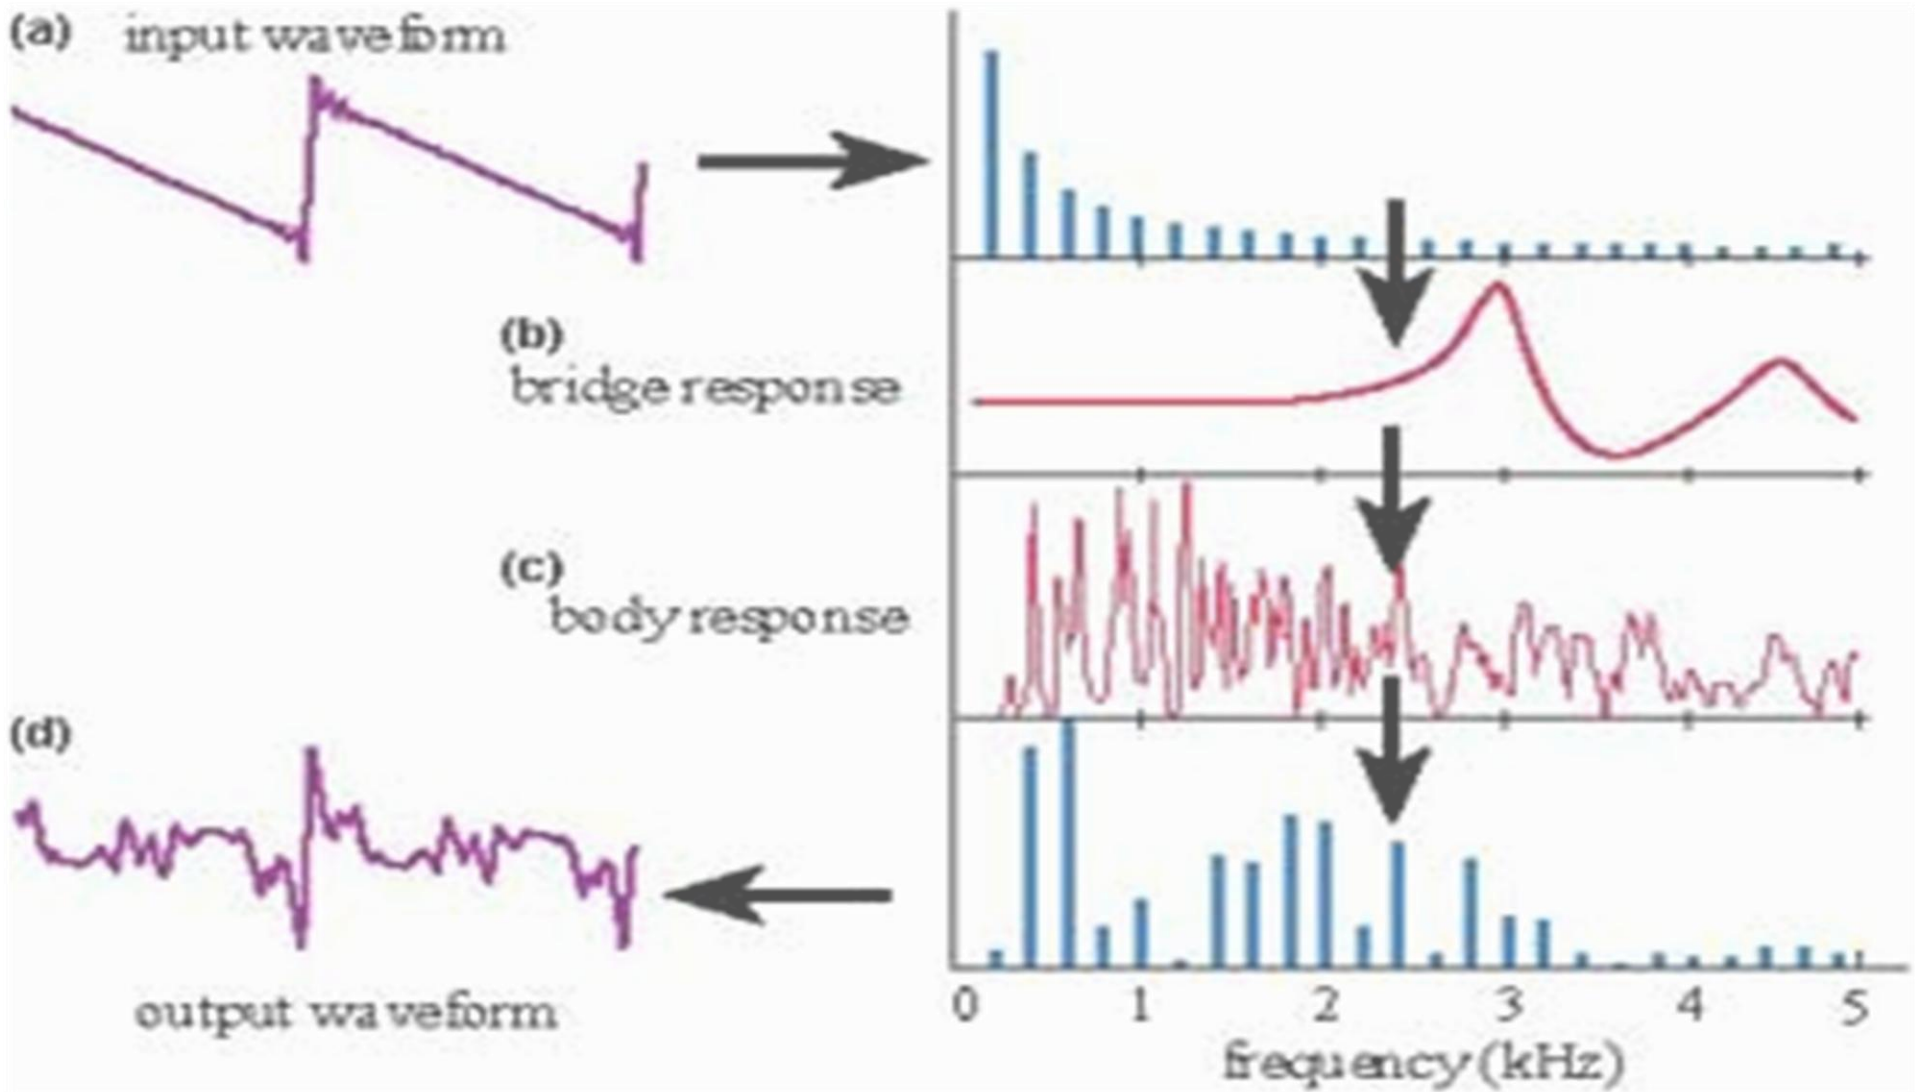 (a) input waveform
(b)
bridge response
(c)
body response
(d)
output waveform
0 1 2 3 4 5
frequency (kHz)